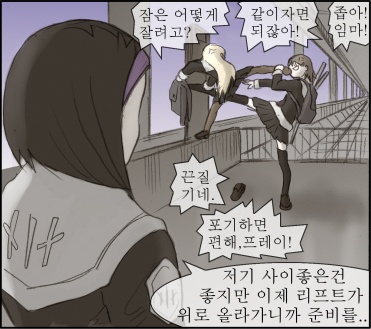 잠은 어떻게
잘려고?
같이자면
되잖아!
좁아!
임마!
끈질
기네.
포기하면
편해,프레이!
저기 사이좋은건
좋지만 이제 리프트가
위로 올라가니까 준비를..